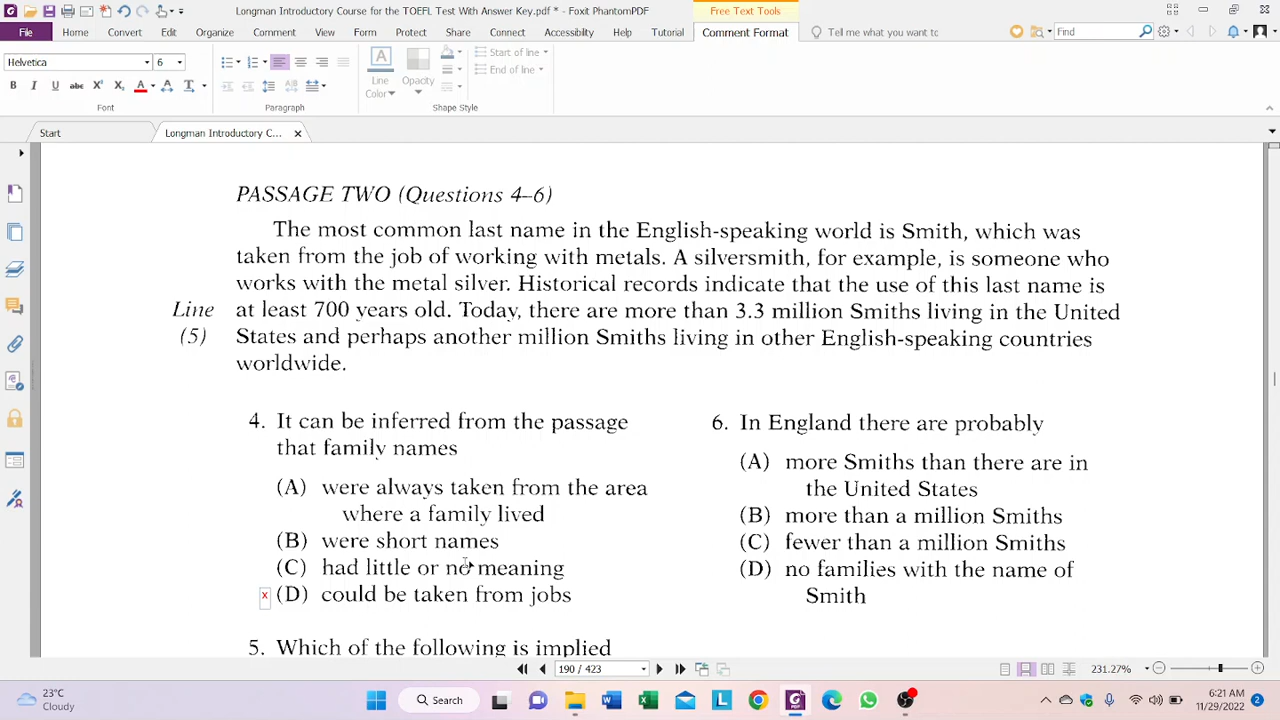 Longman Introductory Course for the TOEFL Test With Answer Key.pdf * - Foxit PhantomPDF
Free Text Tools
File Home Convert Edit Organize Comment View Form Protect Share Connect Accessibility Help Tutorial Comment Format Tell me what you want to do... Find
Helvetica 6
Line Color
Opacity
Start of line
End of line
Font Paragraph Shape Style
Start Longman Introductory C...
PASSAGE TWO (Questions 4–6)
The most common last name in the English-speaking world is Smith, which was
taken from the job of working with metals. A silversmith, for example, is someone who
works with the metal silver. Historical records indicate that the use of this last name is
Line at least 700 years old. Today, there are more than 3.3 million Smiths living in the United
(5) States and perhaps another million Smiths living in other English-speaking countries
worldwide.
4. It can be inferred from the passage
that family names
(A) were always taken from the area
where a family lived
(B) were short names
(C) had little or no meaning
x (D) could be taken from jobs
5. Which of the following is implied
6. In England there are probably
(A) more Smiths than there are in
the United States
(B) more than a million Smiths
(C) fewer than a million Smiths
(D) no families with the name of
Smith
190 / 423
231.27%
23°C
Cloudy
Search
6:21 AM
11/29/2022
2